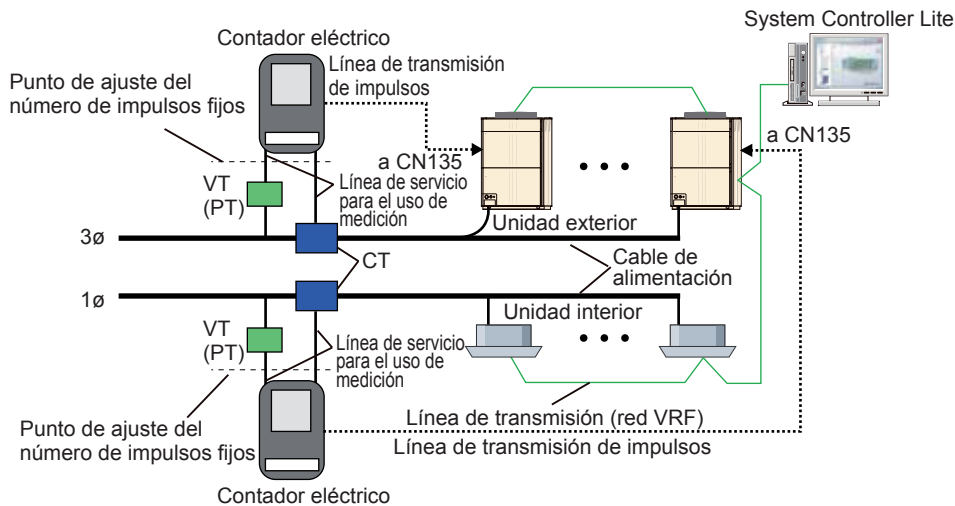 System Controller Lite
Contador eléctrico
Línea de transmisión
de impulsos
Punto de ajuste del
número de impulsos fijos
a CN135
a CN135
VT
(PT)
Línea de servicio
para el uso de
medición
Unidad exterior
3ø
CT
Cable de
alimentación
1ø
Unidad interior
VT
(PT)
Línea de servicio
para el uso de
medición
Línea de transmisión (red VRF)
Punto de ajuste del
número de impulsos fijos
Línea de transmisión de impulsos
Contador eléctrico